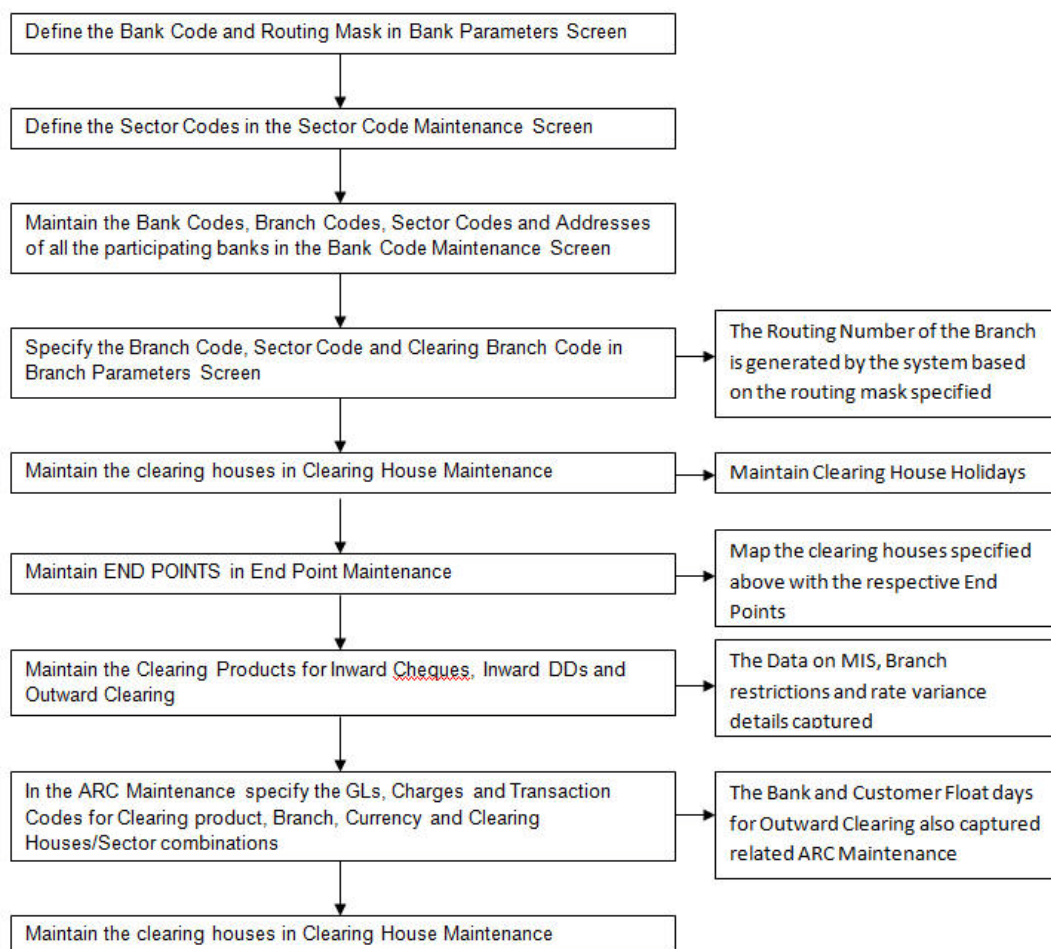 Define the Bank Code and Routing Mask in Bank Parameters Screen
Define the Sector Codes in the Sector Code Maintenance Screen
Maintain the Bank Codes, Branch Codes, Sector Codes and Addresses
of all the participating banks in the Bank Code Maintenance Screen
Specify the Branch Code, Sector Code and Clearing Branch Code in
Branch Parameters Screen
The Routing Number of the Branch
is generated by the system based
on the routing mask specified
Maintain the clearing houses in Clearing House Maintenance
Maintain Clearing House Holidays
Maintain END POINTS in End Point Maintenance
Map the clearing houses specified
above with the respective End
Points
Maintain the Clearing Products for Inward Cheques, Inward DDs and
Outward Clearing
The Data on MIS, Branch
restrictions and rate variance
details captured
In the ARC Maintenance specify the GLs, Charges and Transaction
Codes for Clearing product, Branch, Currency and Clearing
Houses/Sector combinations
The Bank and Customer Float days
for Outward Clearing also captured
related ARC Maintenance
Maintain the clearing houses in Clearing House Maintenance